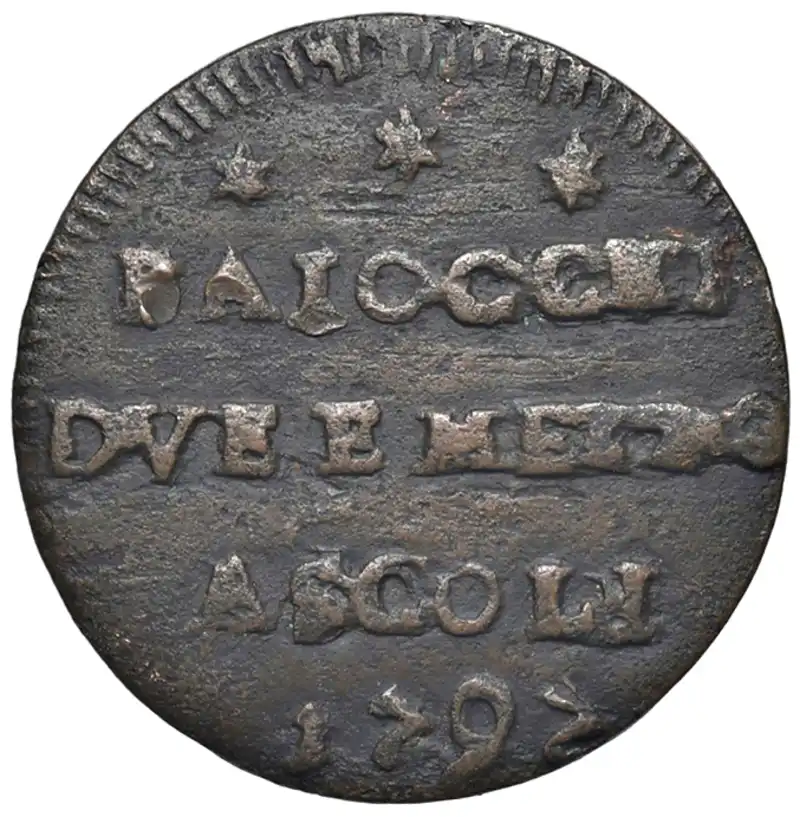 BAIOCCHI
DVE E MEZZO
ASCOLI
1797